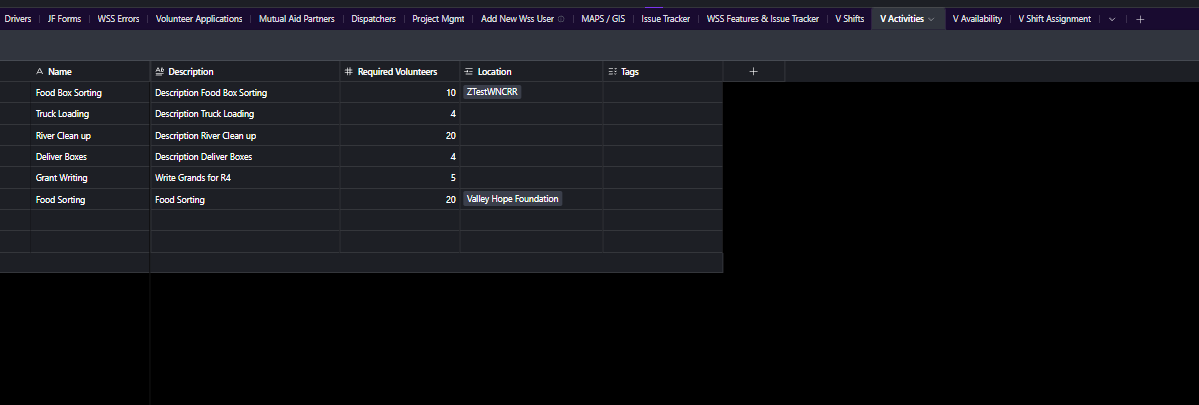 Drivers JF Forms WSS Errors Volunteer Applications Mutual Aid Partners Dispatchers Project Mgmt Add New Wss User MAPS / GIS Issue Tracker WSS Features & Issue Tracker V Shifts V Activities V Availability V Shift Assignment
Name Description Required Volunteers Location Tags
Food Box Sorting Description Food Box Sorting 10 ZTestWNCRR
Truck Loading Description Truck Loading 4
River Clean up Description River Clean up 20
Deliver Boxes Description Deliver Boxes 4
Grant Writing Write Grands for R4 5
Food Sorting Food Sorting 20 Valley Hope Foundation